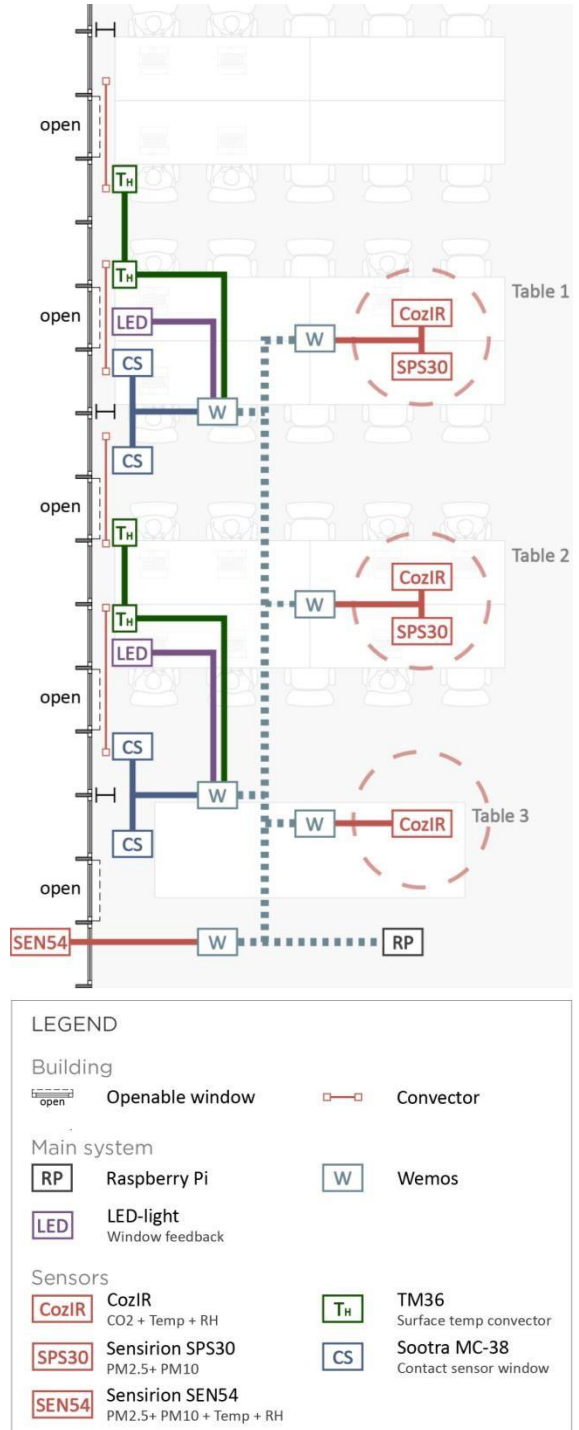 open
TH
TH
Table 1
open
CozIR
LED
W
CS
SPS30
W
CS
open
TH
Table 2
CozIR
W
TH
SPS30
LED
open
CS
W
Table 3
W
CozIR
CS
open
SEN54
W
RP
LEGEND
Building
open
Openable window
Convector
Main system
RP
Raspberry Pi
W
Wemos
LED
LED-light
Window feedback
Sensors
CozIR
CozIR
CO2 + Temp + RH
TH
TM36
Surface temp convector
SPS30
Sensirion SPS30
PM2.5+ PM10
CS
Sootra MC-38
Contact sensor window
SEN54
Sensirion SEN54
PM2.5+ PM10 + Temp + RH